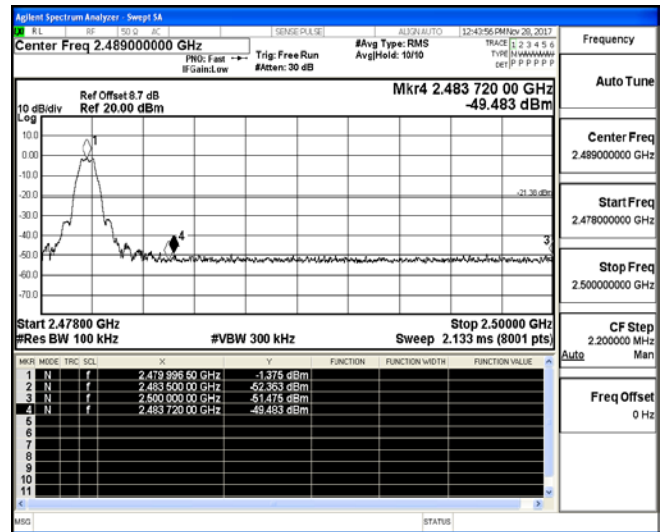 Agilent Spectrum Analyzer - Swept SA
RL RF 50 Ω AC SENSE:PULSE ALIGN AUTO 12:43:56 PM Nov 28, 2017
Center Freq 2.489000000 GHz #Avg Type: RMS TRACE 1 2 3 4 5 6
PNO: Fast Trig: Free Run Avg|Hold: 10/10 TYPE
IFGain:Low #Atten: 30 dB DET P P P P P P
Frequency
Auto Tune
Ref Offset 8.7 dB Mkr4 2.483 720 00 GHz
10 dB/div Ref 20.00 dBm -49.483 dBm
Log
10.0
0.00
-10.0
-20.0
-30.0
-40.0
-50.0
-60.0
-70.0
1
4
3
-21.38 dBm
Start 2.47800 GHz Stop 2.50000 GHz
#Res BW 100 kHz #VBW 300 kHz Sweep 2.133 ms (8001 pts)
MKR MODE TRC SCL X Y FUNCTION FUNCTION WIDTH FUNCTION VALUE
1 N f 2.479 996 50 GHz -1.375 dBm
2 N f 2.483 500 00 GHz -52.363 dBm
3 N f 2.500 000 00 GHz -51.475 dBm
4 N f 2.483 720 00 GHz -49.483 dBm
5
6
7
8
9
10
11
Center Freq
2.489000000 GHz
Start Freq
2.478000000 GHz
Stop Freq
2.500000000 GHz
CF Step
2.200000 MHz
Auto Man
Freq Offset
0 Hz
MSG STATUS